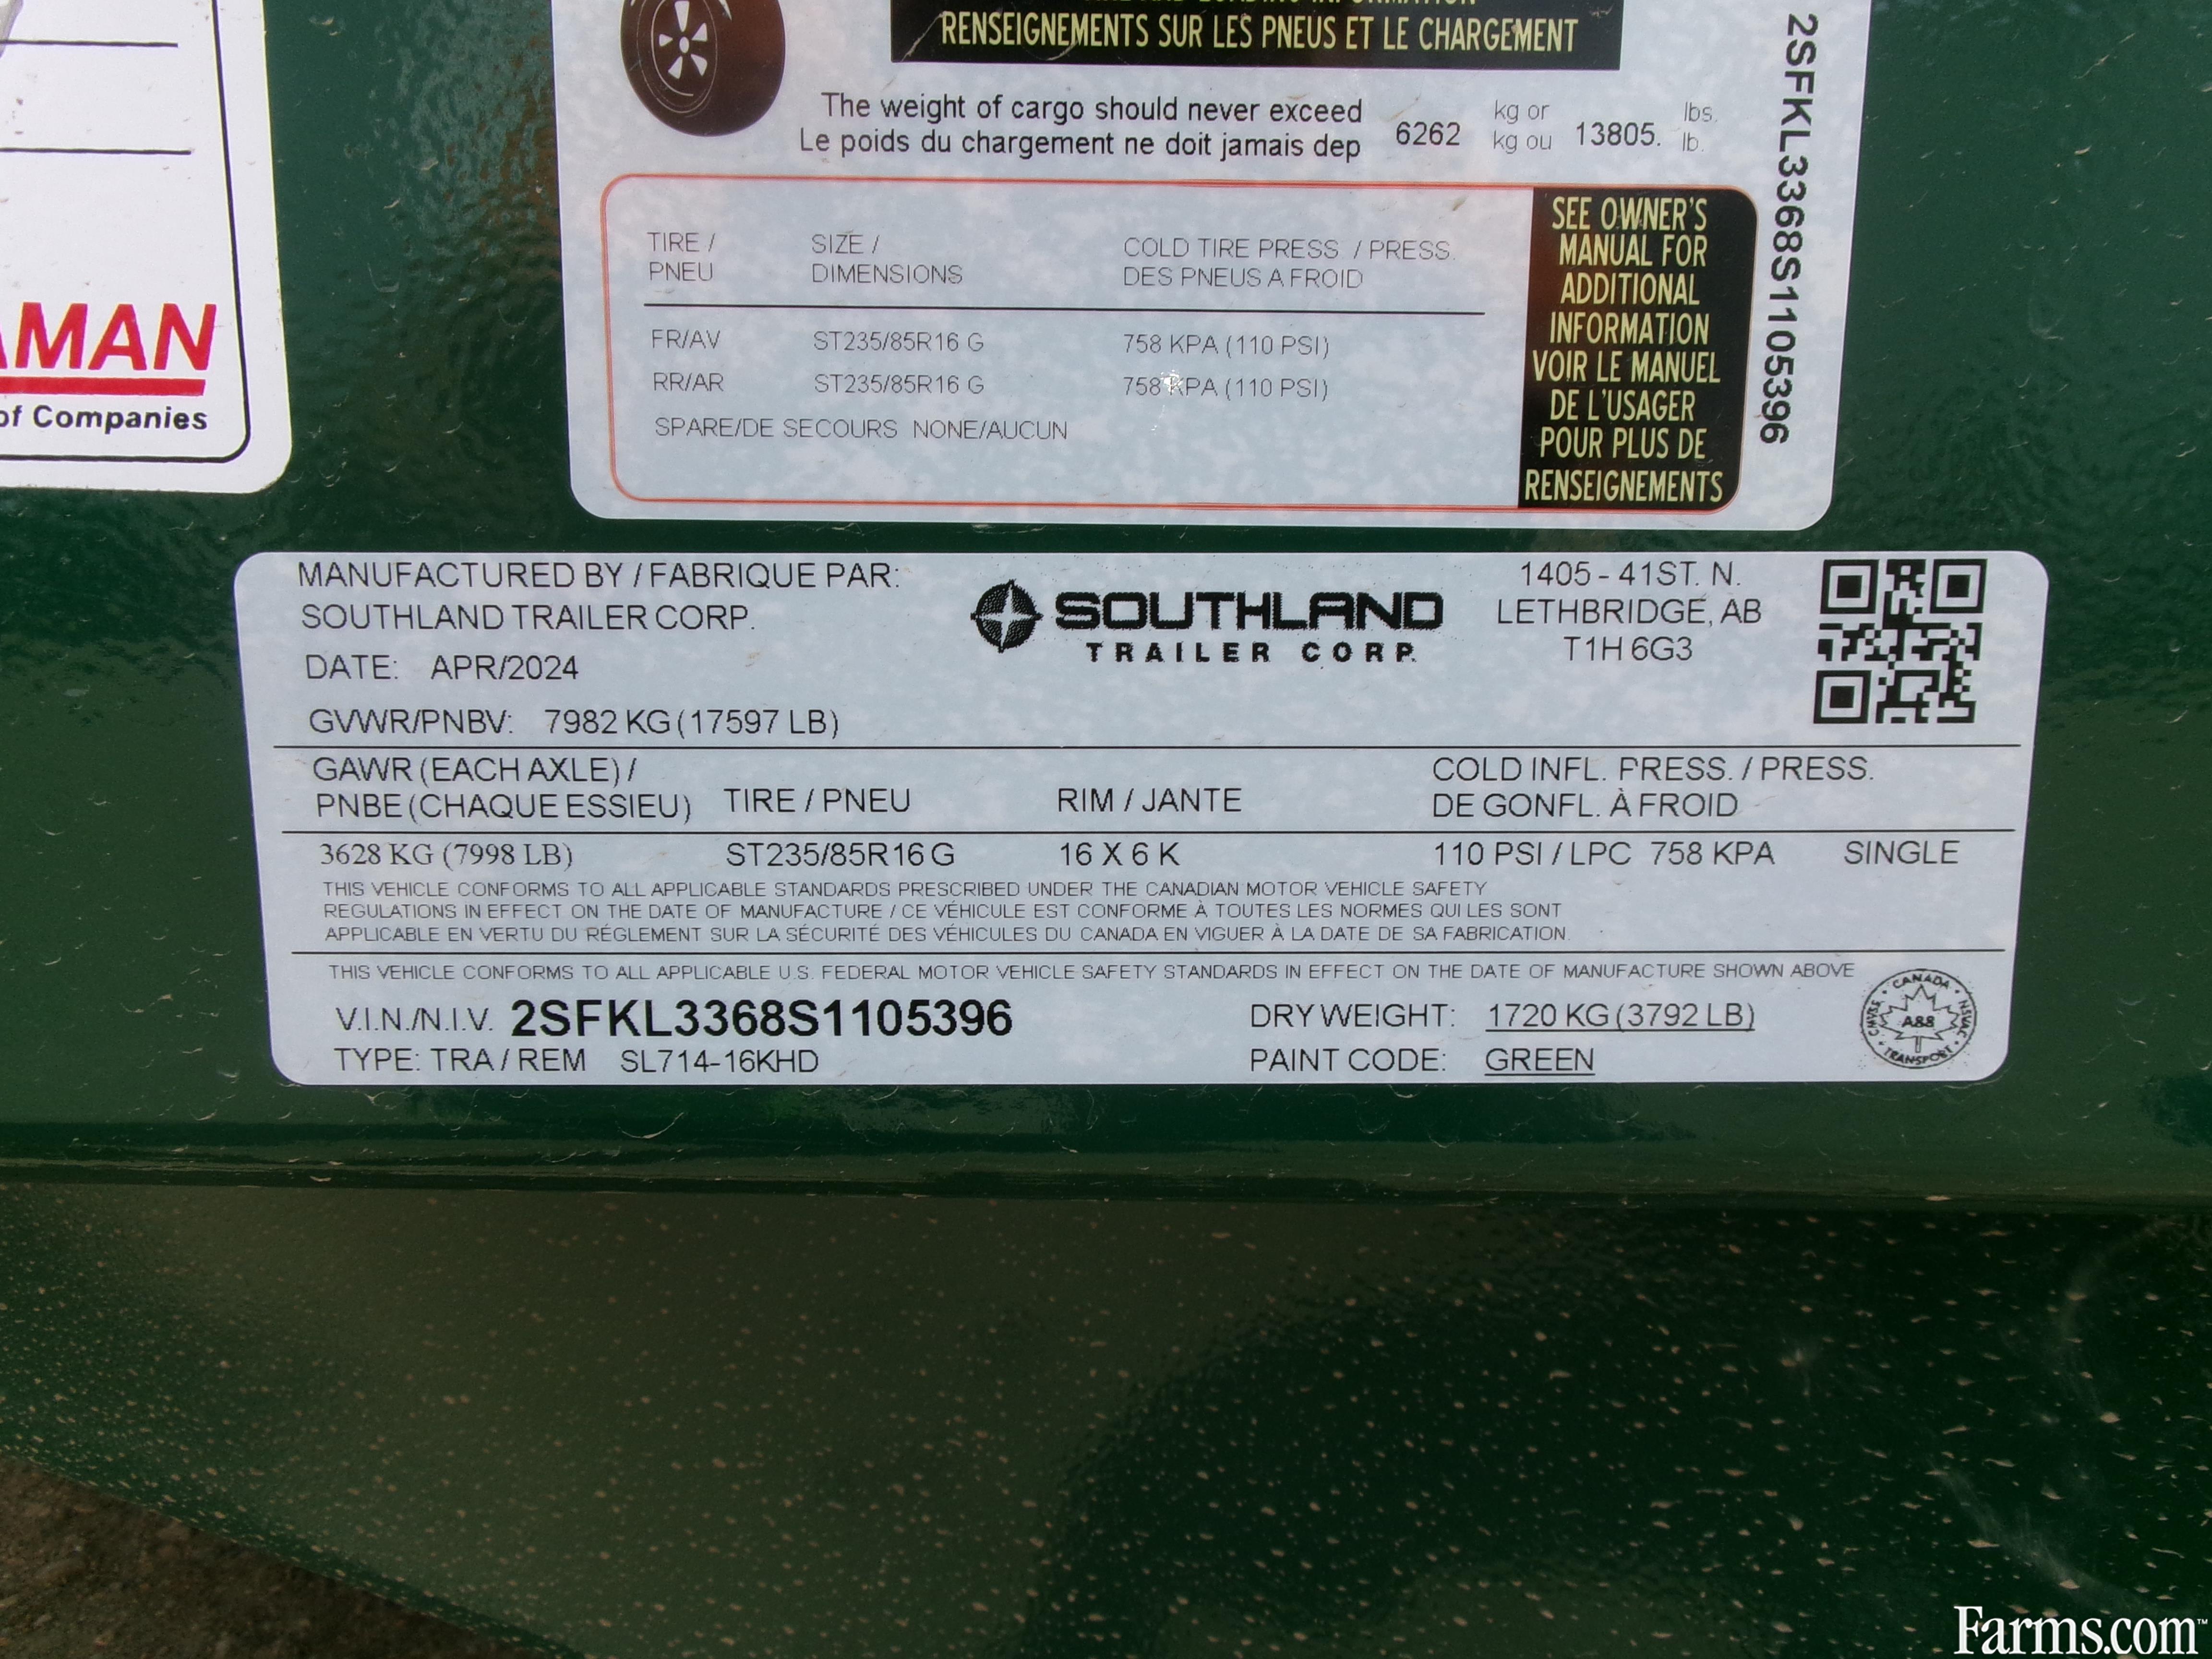 RENSEIGNEMENTS SUR LES PNEUS ET LE CHARGEMENT
The weight of cargo should never exceed
Le poids du chargement ne doit jamais dep
6262
kg or
kg ou
13805.
lbs.
lb.
2SFKL3368S1105396
TIRE /
PNEU
SIZE /
DIMENSIONS
COLD TIRE PRESS. / PRESS.
DES PNEUS A FROID
FR/AV ST235/85R16 G 758 KPA (110 PSI)
RR/AR ST235/85R16 G 758 KPA (110 PSI)
SPARE/DE SECOURS NONE/AUCUN
SEE OWNER'S
MANUAL FOR
ADDITIONAL
INFORMATION
VOIR LE MANUEL
DE L'USAGER
POUR PLUS DE
RENSEIGNEMENTS
MAN
of Companies
MANUFACTURED BY / FABRIQUE PAR:
SOUTHLAND TRAILER CORP.
DATE: APR/2024
GVWR/PNBV: 7982 KG (17597 LB)
SOUTHLAND
TRAILER CORP.
1405 - 41ST. N.
LETHBRIDGE, AB
T1H 6G3
GAWR (EACH AXLE) /
PNBE (CHAQUE ESSIEU)
TIRE / PNEU
RIM / JANTE
COLD INFL. PRESS. / PRESS.
DE GONFL. À FROID
3628 KG (7998 LB) ST235/85R16 G 16 X 6 K 110 PSI / LPC 758 KPA SINGLE
THIS VEHICLE CONFORMS TO ALL APPLICABLE STANDARDS PRESCRIBED UNDER THE CANADIAN MOTOR VEHICLE SAFETY
REGULATIONS IN EFFECT ON THE DATE OF MANUFACTURE / CE VÉHICULE EST CONFORME À TOUTES LES NORMES QUI LES SONT
APPLICABLE EN VERTU DU RÉGLEMENT SUR LA SÉCURITÉ DES VÉHICULES DU CANADA EN VIGUER À LA DATE DE SA FABRICATION.
THIS VEHICLE CONFORMS TO ALL APPLICABLE U.S. FEDERAL MOTOR VEHICLE SAFETY STANDARDS IN EFFECT ON THE DATE OF MANUFACTURE SHOWN ABOVE
V.I.N./N.I.V. 2SFKL3368S1105396
TYPE: TRA / REM SL714-16KHD
DRY WEIGHT: 1720 KG (3792 LB)
PAINT CODE: GREEN
CANADA
CMVSS
NSVAC
A88
TRANSPORT
Farms.com™